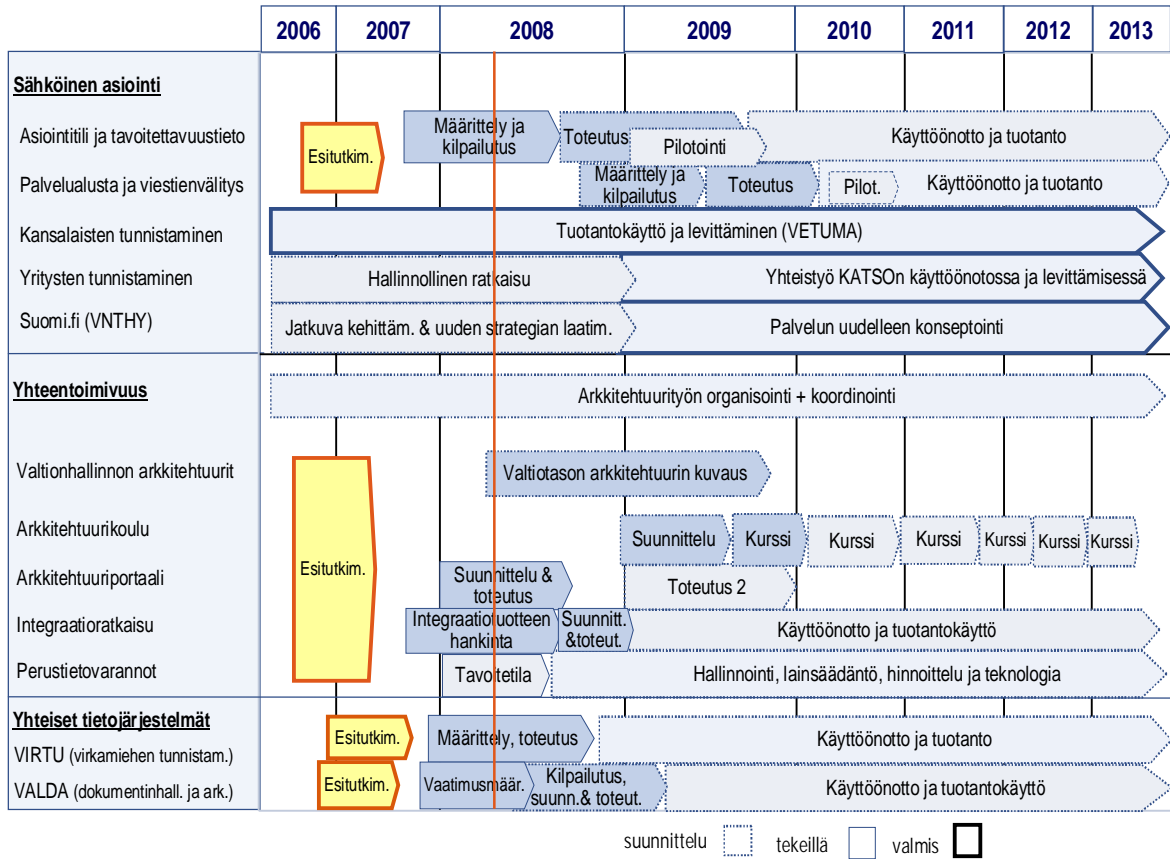 2006 2007 2008 2009 2010 2011 2012 2013
Sähköinen asiointi
Asiointitili ja tavoitettavuustieto
Esitutkim.
Määrittely ja
kilpailutus
Toteutus
Pilotointi
Käyttöönotto ja tuotanto
Palvelualusta ja viestienvälitys
Määrittely ja
kilpailutus
Toteutus
Pilot.
Käyttöönotto ja tuotanto
Kansalaisten tunnistaminen
Tuotantokäyttö ja levittäminen (VETUMA)
Yritysten tunnistaminen
Hallinnollinen ratkaisu
Yhteistyö KATSOn käyttöönotossa ja levittämisessä
Suomi.fi (VNTHY)
Jatkuva kehittäm. & uuden strategian laatim.
Palvelun uudelleen konseptointi
Yhteentoimivuus
Arkkitehtuurityön organisointi + koordinointi
Valtionhallinnon arkkitehtuurit
Esitutkim.
Valtiotason arkkitehtuurin kuvaus
Arkkitehtuurikoulu
Suunnittelu
Kurssi
Kurssi
Kurssi
Kurssi
Kurssi
Kurssi
Arkkitehtuuriportaali
Suunnittelu &
toteutus
Toteutus 2
Integraatioratkaisu
Integraatiotuotteen
hankinta
Suunnitt.
&toteut.
Käyttöönotto ja tuotantokäyttö
Perustietovarannot
Tavoitetila
Hallinnointi, lainsäädäntö, hinnoittelu ja teknologia
Yhteiset tietojärjestelmät
VIRTU (virkamiehen tunnistam.)
Esitutkim.
Määrittely, toteutus
Käyttöönotto ja tuotanto
VALDA (dokumentinhall. ja ark.)
Esitutkim.
Vaatimusmäär.
Kilpailutus,
suunn.& toteut.
Käyttöönotto ja tuotantokäyttö
suunnittelu tekeillä valmis